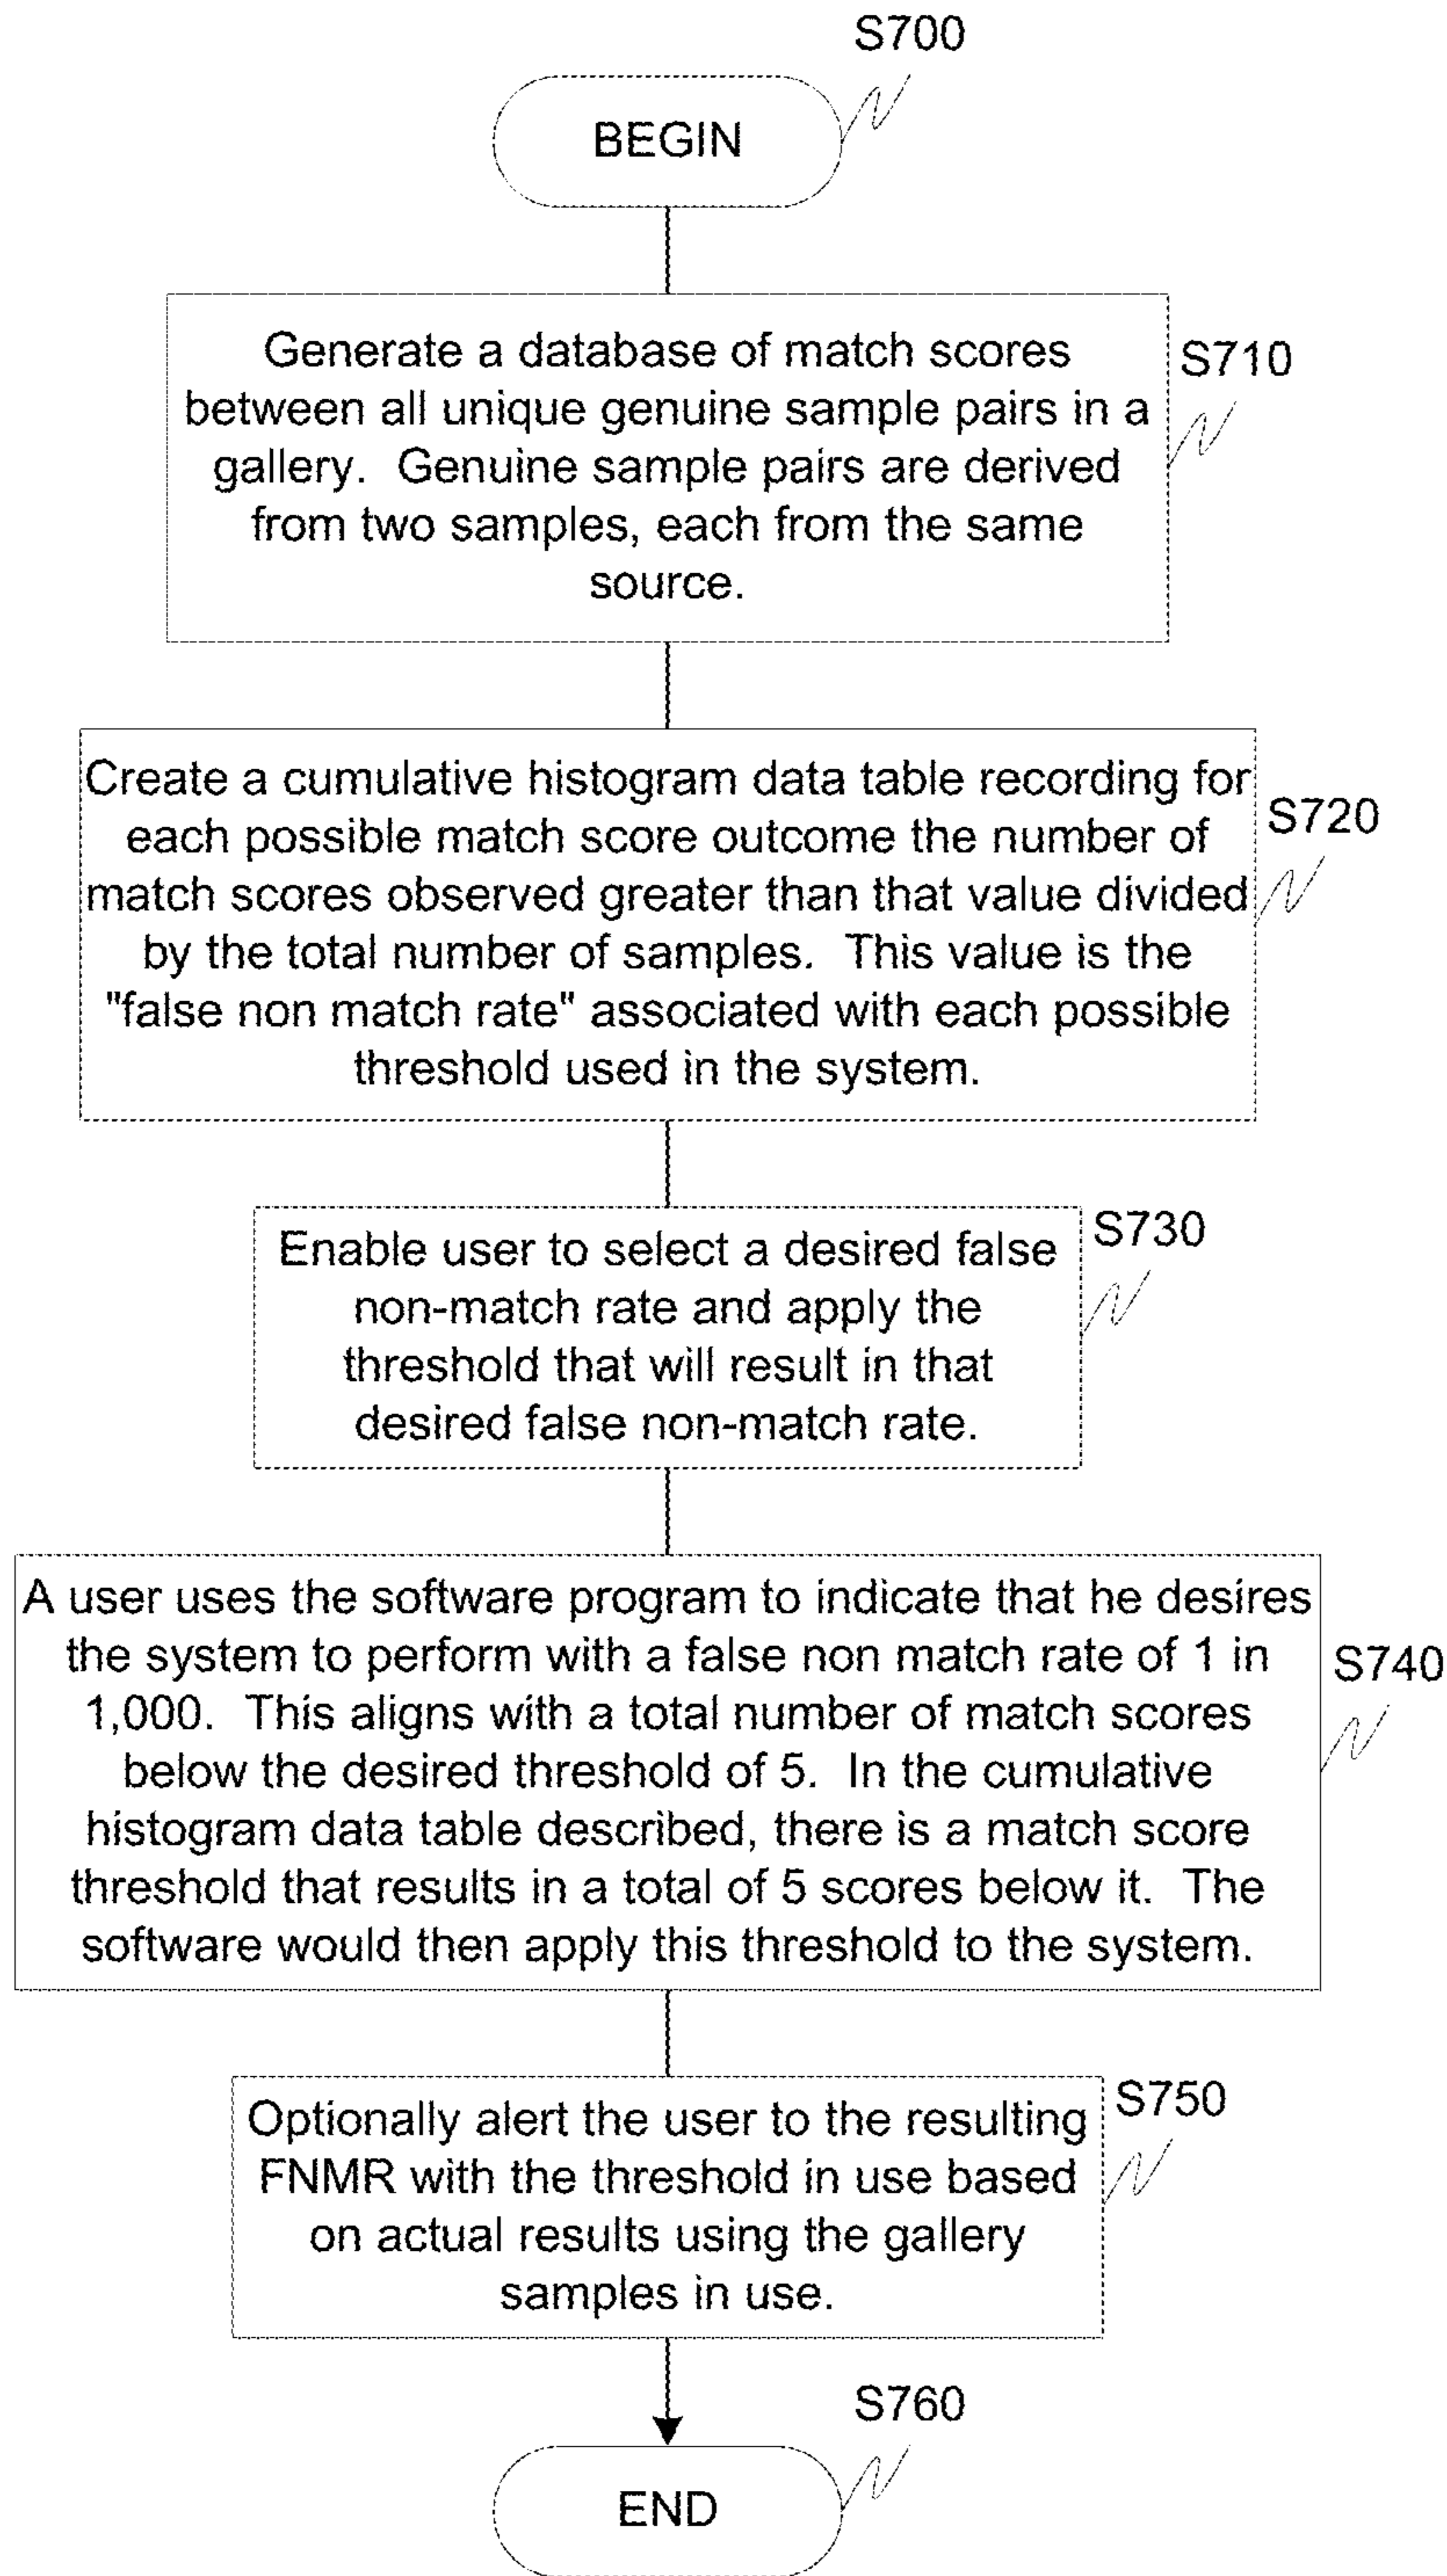 S700
BEGIN
Generate a database of match scores
between all unique genuine sample pairs in a
gallery.  Genuine sample pairs are derived
from two samples, each from the same
source.
S710
Create a cumulative histogram data table recording for
each possible match score outcome the number of
match scores observed greater than that value divided
by the total number of samples.  This value is the
"false non match rate" associated with each possible
threshold used in the system.
S720
Enable user to select a desired false
non-match rate and apply the
threshold that will result in that
desired false non-match rate.
S730
A user uses the software program to indicate that he desires
the system to perform with a false non match rate of 1 in
1,000.  This aligns with a total number of match scores
below the desired threshold of 5.  In the cumulative
histogram data table described, there is a match score
threshold that results in a total of 5 scores below it.  The
software would then apply this threshold to the system.
S740
Optionally alert the user to the resulting
FNMR with the threshold in use based
on actual results using the gallery
samples in use.
S750
S760
END